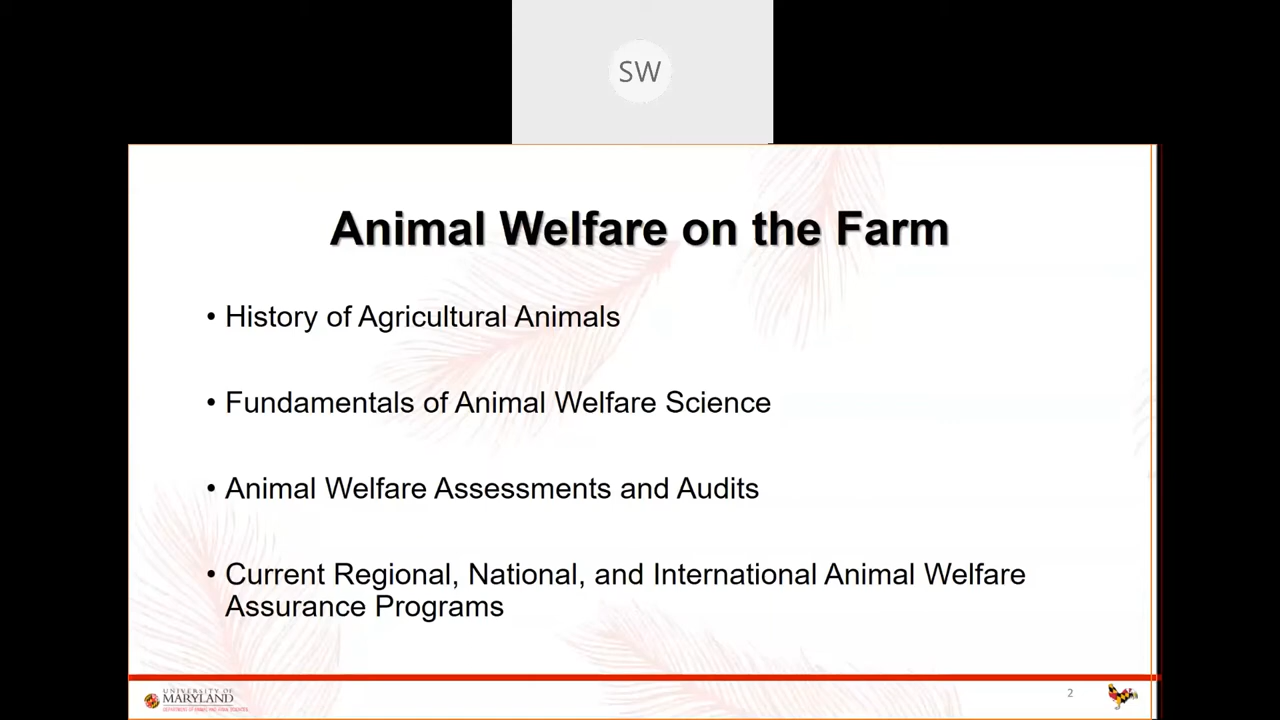 SW
Animal Welfare on the Farm
• History of Agricultural Animals
• Fundamentals of Animal Welfare Science
• Animal Welfare Assessments and Audits
• Current Regional, National, and International Animal Welfare
Assurance Programs
UNIVERSITY OF
MARYLAND
2